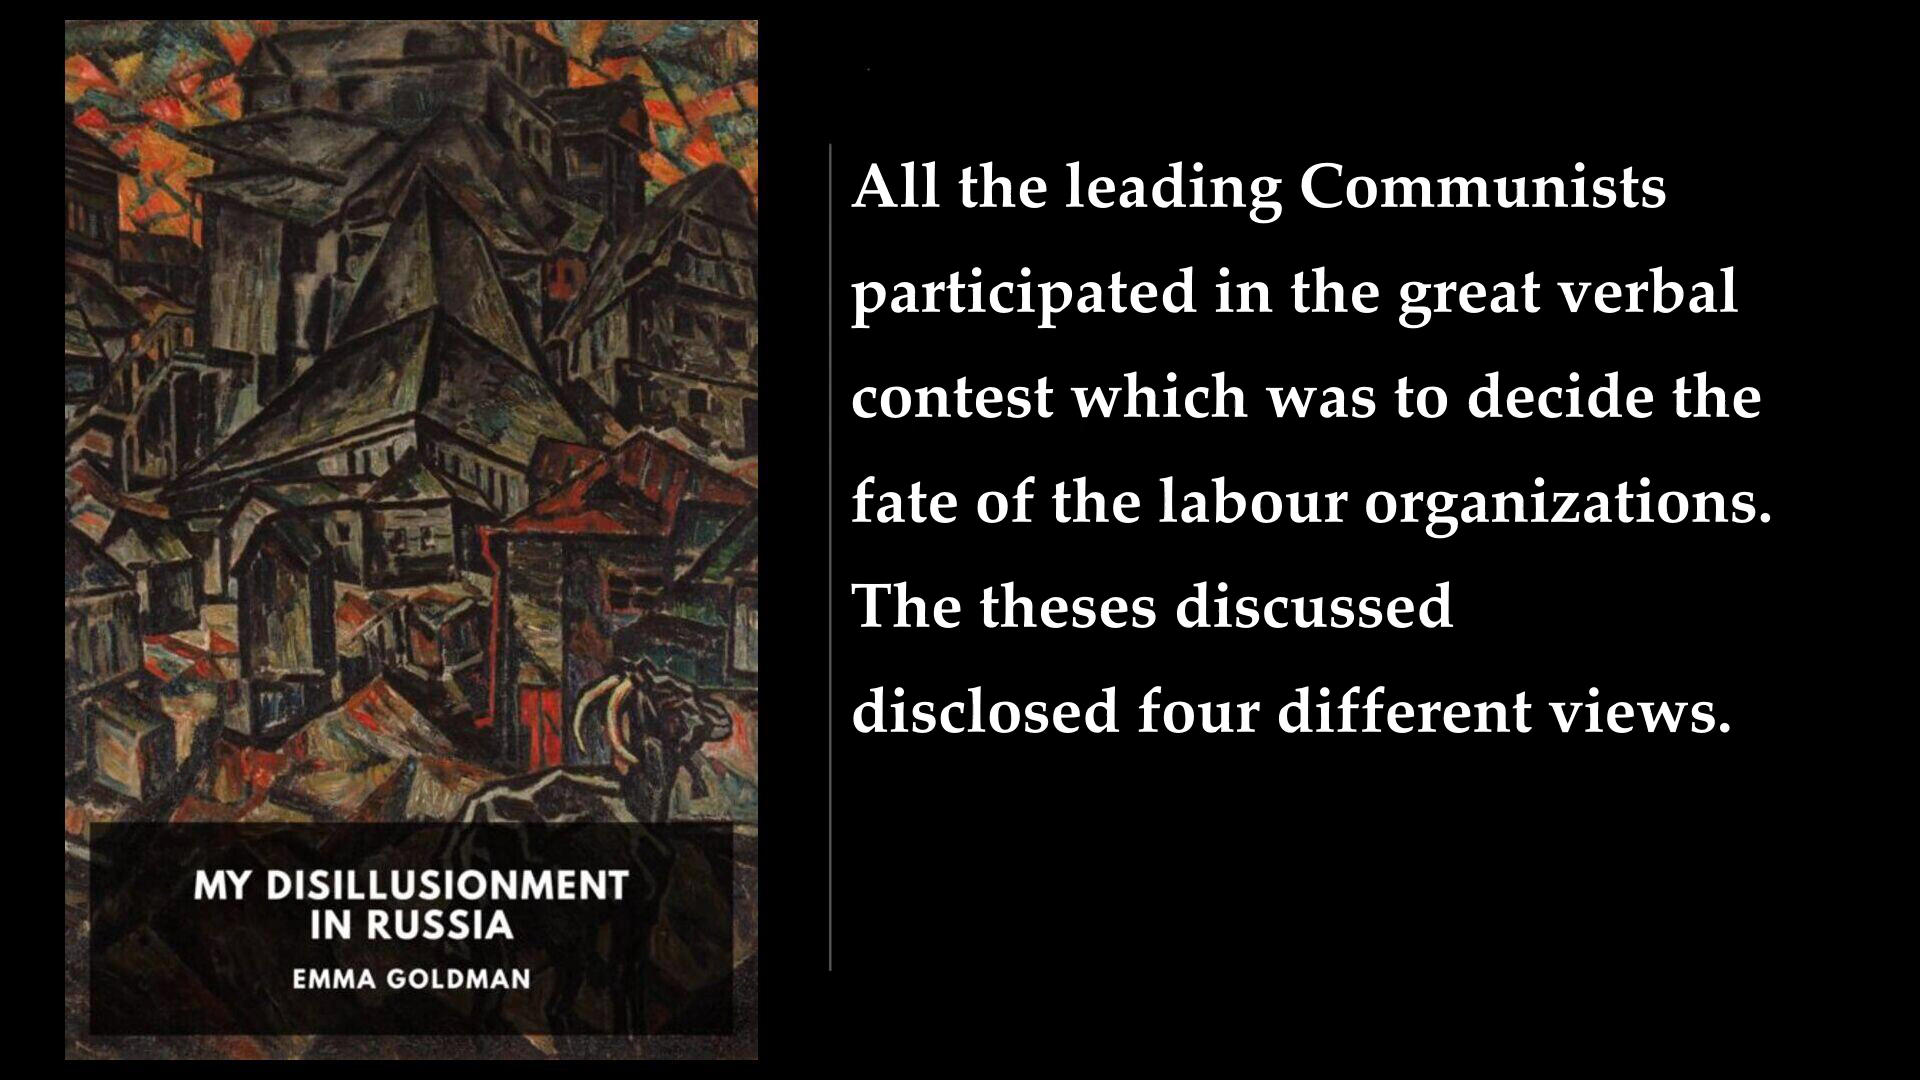 MY DISILLUSIONMENT
IN RUSSIA
EMMA GOLDMAN
All the leading Communists
participated in the great verbal
contest which was to decide the
fate of the labour organizations.
The theses discussed
disclosed four different views.